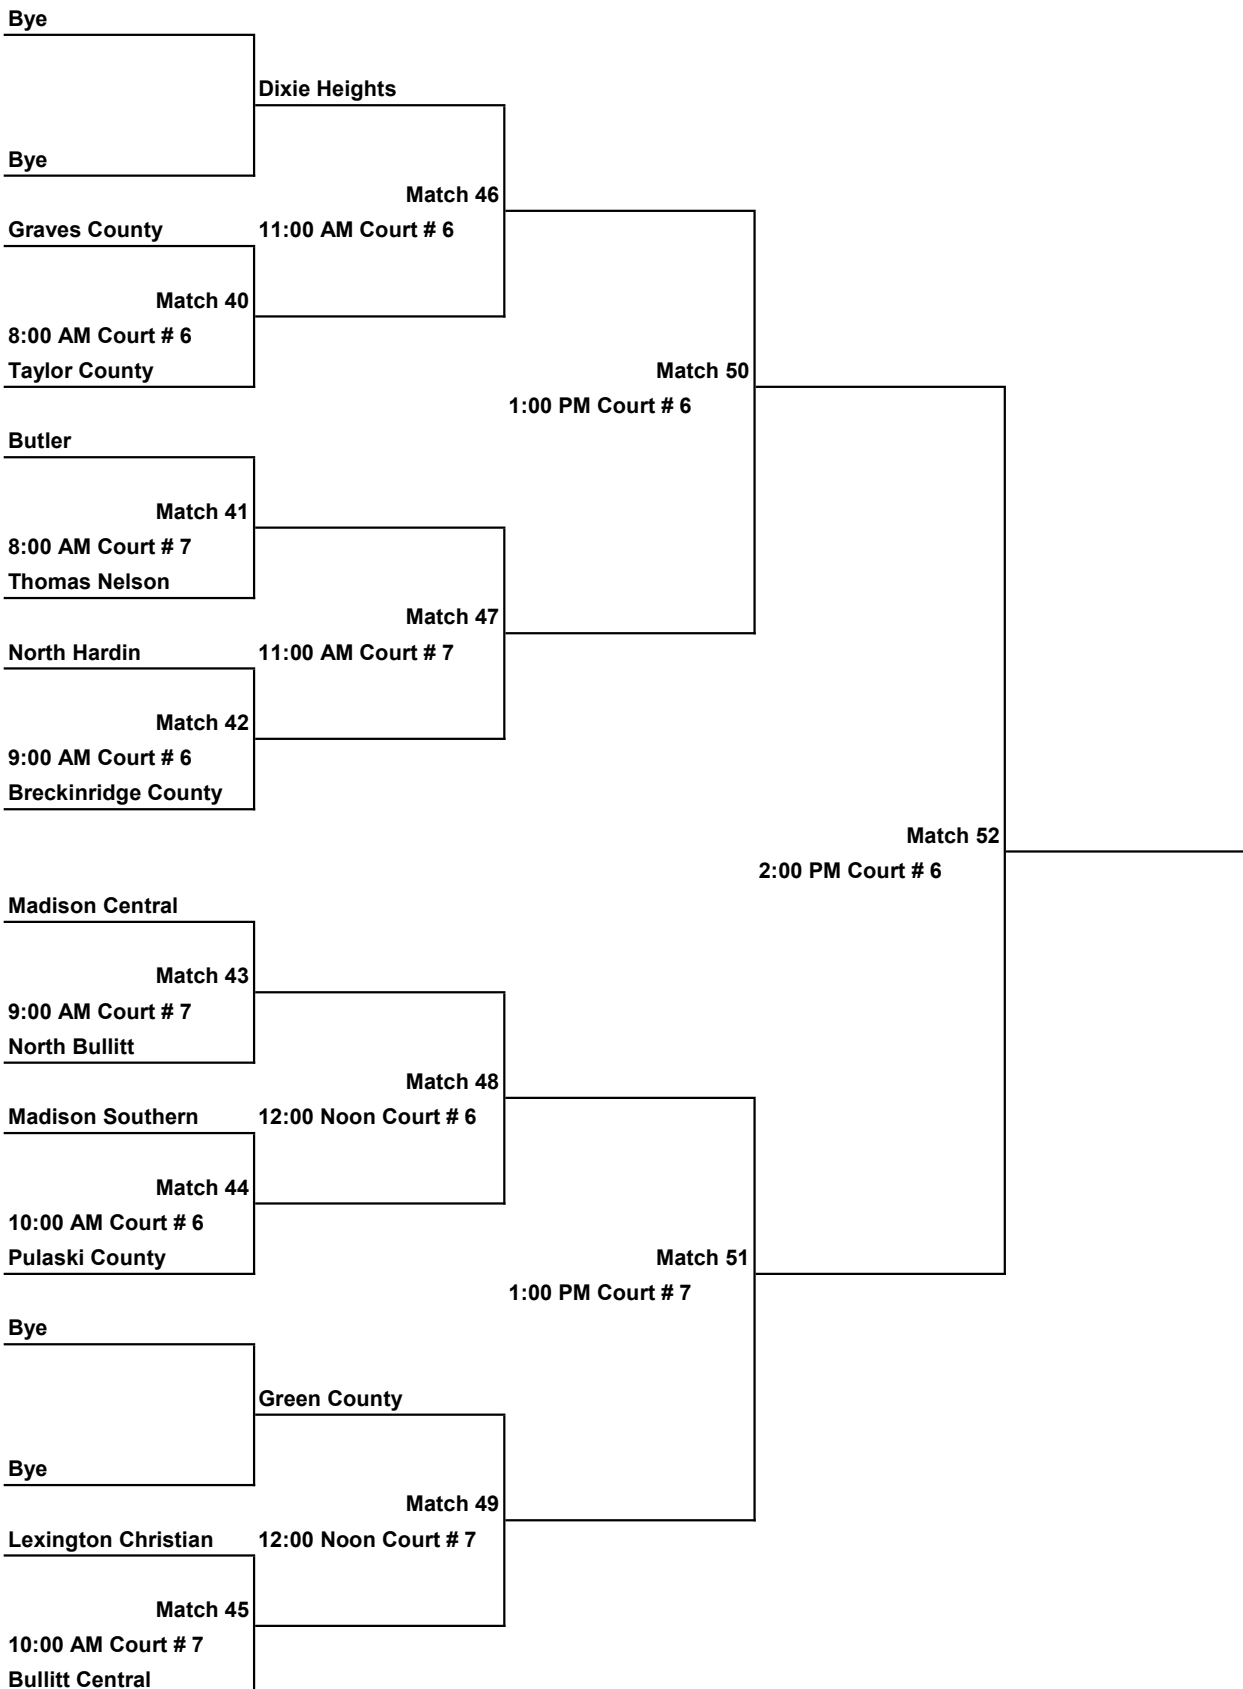 Bye
Dixie Heights
Bye
Match 46
Graves County
11:00 AM Court # 6
Match 40
8:00 AM Court # 6
Taylor County
Match 50
1:00 PM Court # 6
Butler
Match 41
8:00 AM Court # 7
Thomas Nelson
Match 47
North Hardin
11:00 AM Court # 7
Match 42
9:00 AM Court # 6
Breckinridge County
Match 52
2:00 PM Court # 6
Madison Central
Match 43
9:00 AM Court # 7
North Bullitt
Match 48
Madison Southern
12:00 Noon Court # 6
Match 44
10:00 AM Court # 6
Pulaski County
Match 51
1:00 PM Court # 7
Bye
Green County
Bye
Match 49
Lexington Christian
12:00 Noon Court # 7
Match 45
10:00 AM Court # 7
Bullitt Central